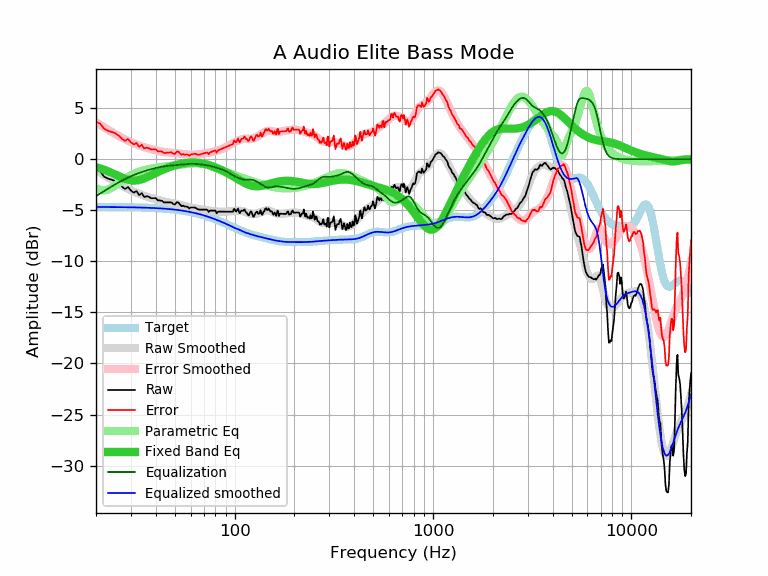 A Audio Elite Bass Mode
Amplitude (dBr)
5
0
−5
−10
−15
−20
−25
−30
Target
Raw Smoothed
Error Smoothed
Raw
Error
Parametric Eq
Fixed Band Eq
Equalization
Equalized smoothed
100
1000
10000
Frequency (Hz)